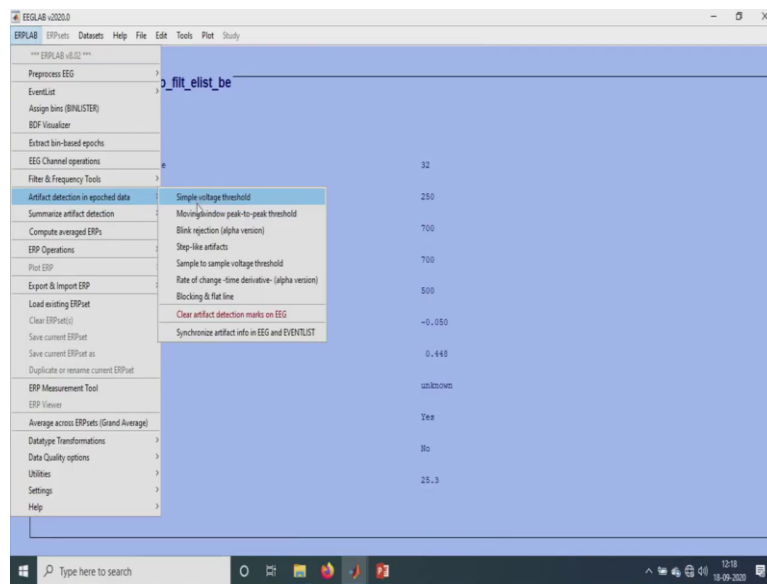 EEGLAB v2020.0
ERPLAB ERPsets Datasets Help File Edit Tools Plot Study
*** ERPLAB v8.02 ***
Preprocess EEG
EventList
Assign bins (BINLISTER)
BDF Visualizer
Extract bin-based epochs
EEG Channel operations
Filter & Frequency Tools
Artifact detection in epoched data
Summarize artifact detection
Compute averaged ERPs
ERP Operations
Plot ERP
Export & Import ERP
Load existing ERPset
Clear ERPset(s)
Save current ERPset
Save current ERPset as
Duplicate or rename current ERPset
ERP Measurement Tool
ERP Viewer
Average across ERPsets (Grand Average)
Datatype Transformations
Data Quality options
Utilities
Settings
Help
Simple voltage threshold
Moving window peak-to-peak threshold
Blink rejection (alpha version)
Step-like artifacts
Sample to sample voltage threshold
Rate of change -time derivative- (alpha version)
Blocking & flat line
Clear artifact detection marks on EEG
Synchronize artifact info in EEG and EVENTLIST
_filt_elist_be
32
250
700
700
500
-0.050
0.448
unknown
Yes
No
25.3
Type here to search
12:18
18-09-2020